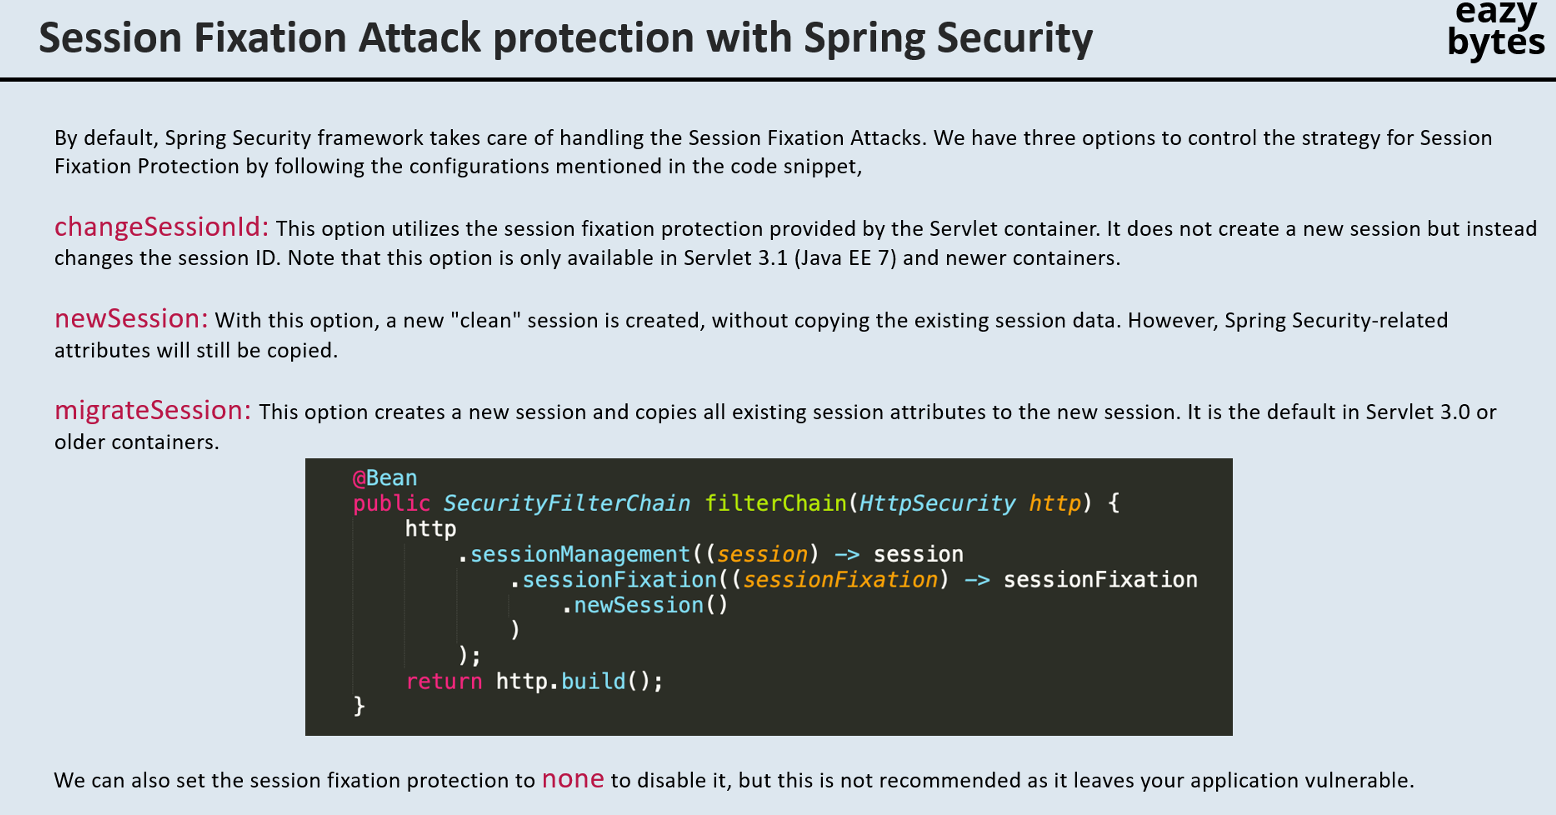 Session Fixation Attack protection with Spring Security
eazy
bytes
By default, Spring Security framework takes care of handling the Session Fixation Attacks. We have three options to control the strategy for Session
Fixation Protection by following the configurations mentioned in the code snippet,
changeSessionId: This option utilizes the session fixation protection provided by the Servlet container. It does not create a new session but instead
changes the session ID. Note that this option is only available in Servlet 3.1 (Java EE 7) and newer containers.
newSession: With this option, a new "clean" session is created, without copying the existing session data. However, Spring Security-related
attributes will still be copied.
migrateSession: This option creates a new session and copies all existing session attributes to the new session. It is the default in Servlet 3.0 or
older containers.
@Bean
public SecurityFilterChain filterChain(HttpSecurity http) {
http
.sessionManagement((session) -> session
.sessionFixation((sessionFixation) -> sessionFixation
.newSession()
)
);
return http.build();
}
We can also set the session fixation protection to none to disable it, but this is not recommended as it leaves your application vulnerable.